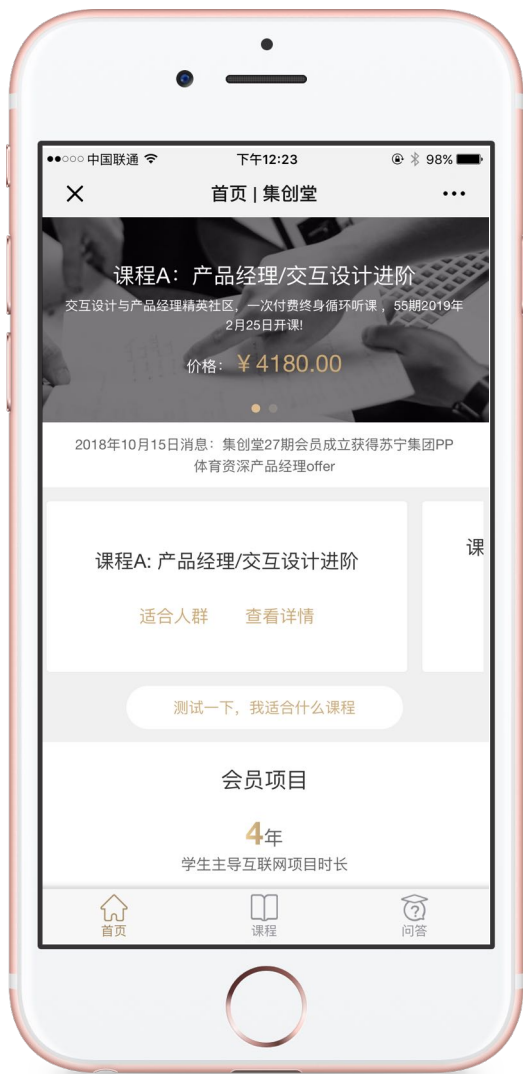 中国联通 下午12:23 98%
首页 | 集创堂
课程A：产品经理/交互设计进阶
交互设计与产品经理精英社区，一次付费终身循环听课，55期2019年
2月25日开课!
价格：￥4180.00
2018年10月15日消息：集创堂27期会员成立获得苏宁集团PP
体育资深产品经理offer
课程A: 产品经理/交互设计进阶
课
适合人群 查看详情
测试一下，我适合什么课程
会员项目
4年
学生主导互联网项目时长
首页 课程 问答